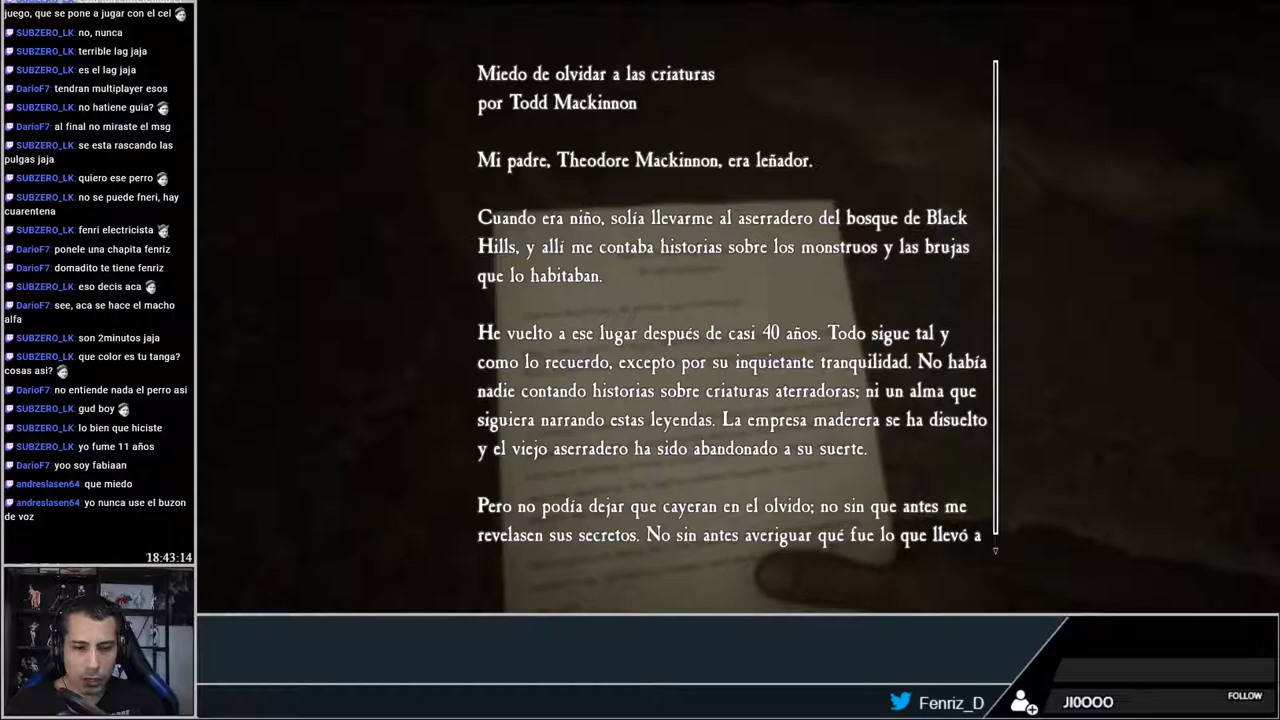 juego, que se pone a jugar con el cel
SUBZERO_LK: no, nunca
SUBZERO_LK: terrible lag jaja
SUBZERO_LK: es el lag jaja
DarioF7: tendran multiplayer esos
SUBZERO_LK: no hatiene guia?
DarioF7: al final no miraste el msg
SUBZERO_LK: se esta rascando las
pulgas jaja
SUBZERO_LK: quiero ese perro
SUBZERO_LK: no se puede fneri, hay
cuarentena
SUBZERO_LK: fenri electricista
DarioF7: ponele una chapita fenriz
DarioF7: domadito te tiene fenriz
SUBZERO_LK: eso decis aca
DarioF7: see, aca se hace el macho
alfa
SUBZERO_LK: son 2minutos jaja
SUBZERO_LK: que color es tu tanga?
cosas asi?
DarioF7: no entiende nada el perro asi
SUBZERO_LK: gud boy
SUBZERO_LK: lo bien que hiciste
SUBZERO_LK: yo fume 11 años
DarioF7: yoo soy fabiaan
andreslasen64: que miedo
andreslasen64: yo nunca use el buzon
de voz
18:43:14
Miedo de olvidar a las criaturas
por Todd Mackinnon
Mi padre, Theodore Mackinnon, era leñador.
Cuando era niño, solía llevarme al aserradero del bosque de Black
Hills, y allí me contaba historias sobre los monstruos y las brujas
que lo habitaban.
He vuelto a ese lugar después de casi 40 años. Todo sigue tal y
como lo recuerdo, excepto por su inquietante tranquilidad. No había
nadie contando historias sobre criaturas aterradoras; ni un alma que
siguiera narrando estas leyendas. La empresa maderera se ha disuelto
y el viejo aserradero ha sido abandonado a su suerte.
Pero no podía dejar que cayeran en el olvido; no sin que antes me
revelasen sus secretos. No sin antes averiguar qué fue lo que llevó a
Fenriz_D
JI0OOO
FOLLOW